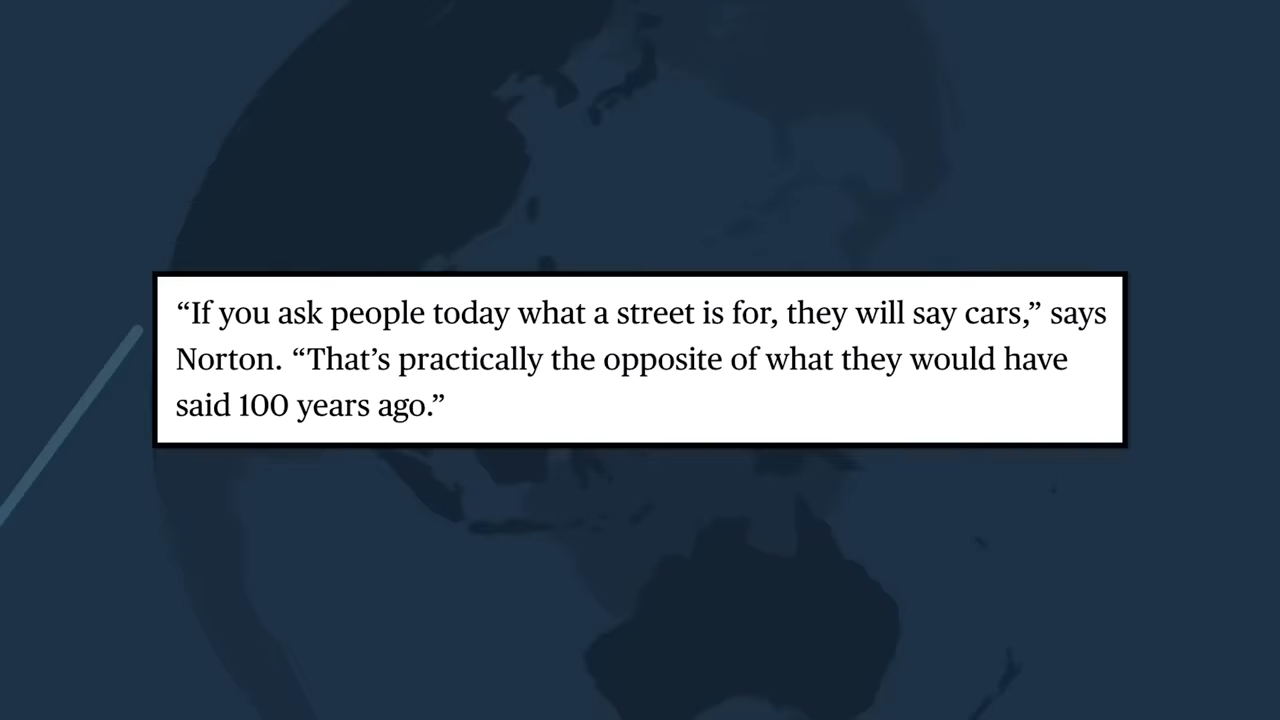 “If you ask people today what a street is for, they will say cars,” says
Norton. “That’s practically the opposite of what they would have
said 100 years ago.”